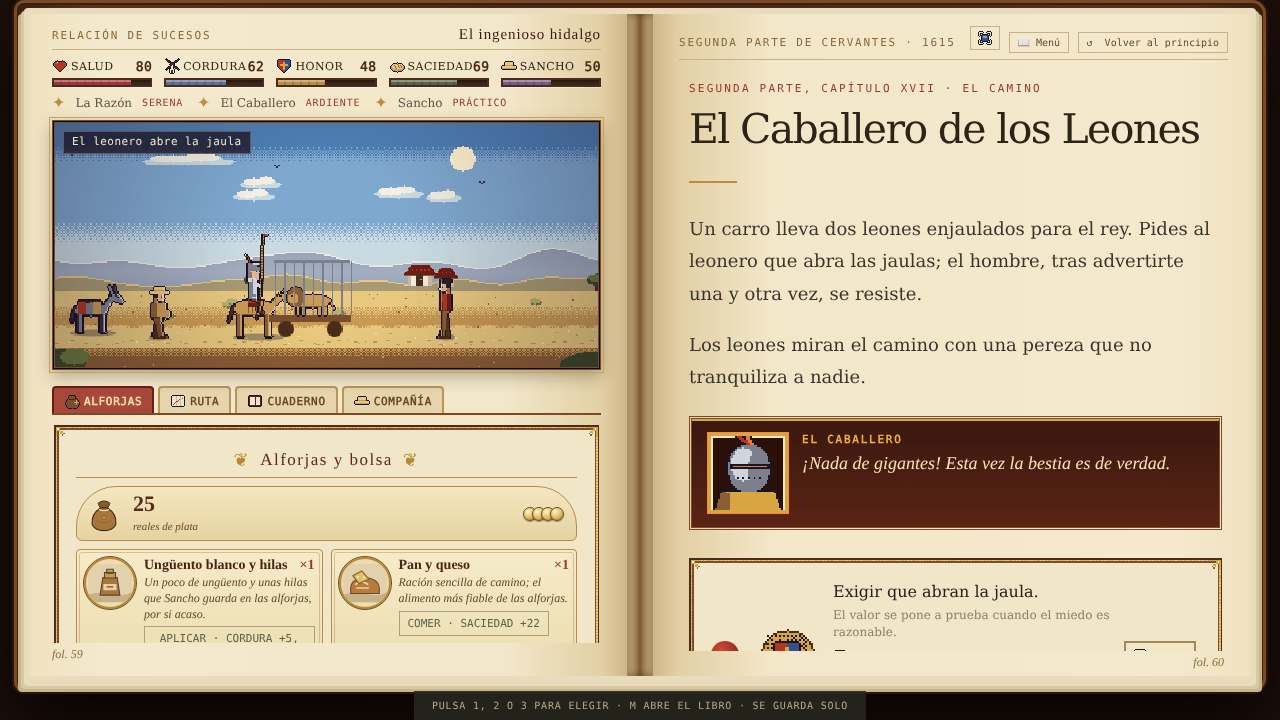 RELACIÓN DE SUCESOS
El ingenioso hidalgo
SALUD 80
CORDURA 62
HONOR 48
SACIEDAD 69
SANCHO 50
La Razón SERENA
El Caballero ARDIENTE
Sancho PRÁCTICO
El leonero abre la jaula
ALFORJAS
RUTA
CUADERNO
COMPAÑÍA
Alforjas y bolsa
25
reales de plata
Ungüento blanco y hilas ×1
Un poco de ungüento y unas hilas
que Sancho guarda en las alforjas,
por si acaso.
APLICAR · CORDURA +5,
Pan y queso ×1
Ración sencilla de camino; el
alimento más fiable de las alforjas.
COMER · SACIEDAD +22
fol. 59
SEGUNDA PARTE DE CERVANTES · 1615
Menú
↺ Volver al principio
SEGUNDA PARTE, CAPÍTULO XVII · EL CAMINO
El Caballero de los Leones
Un carro lleva dos leones enjaulados para el rey. Pides al
leonero que abra las jaulas; el hombre, tras advertirte
una y otra vez, se resiste.
Los leones miran el camino con una pereza que no
tranquiliza a nadie.
EL CABALLERO
¡Nada de gigantes! Esta vez la bestia es de verdad.
Exigir que abran la jaula.
El valor se pone a prueba cuando el miedo es
razonable.
fol. 60
PULSA 1, 2 O 3 PARA ELEGIR · M ABRE EL LIBRO · SE GUARDA SOLO